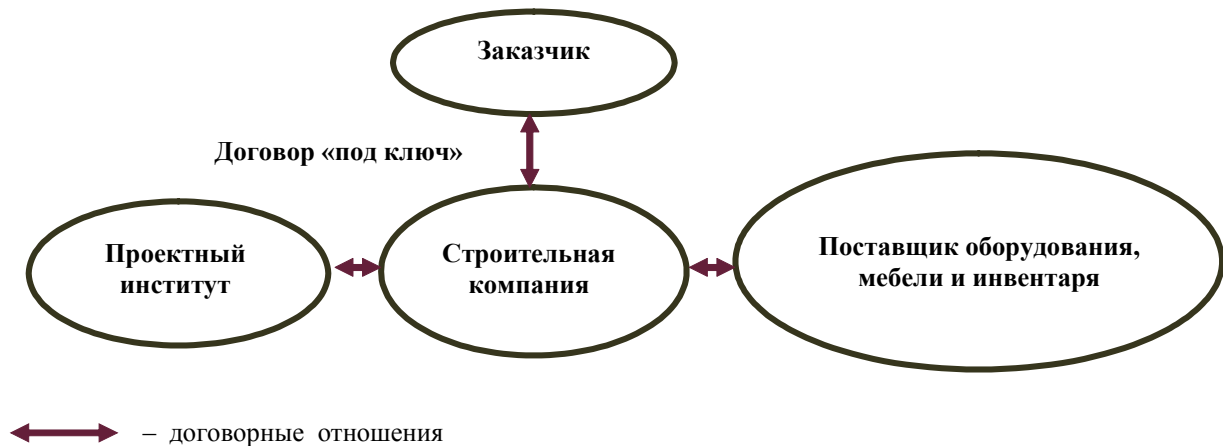 Заказчик
Договор «под ключ»
Проектный
институт
Строительная
компания
Поставщик оборудования,
мебели и инвентаря
– договорные отношения